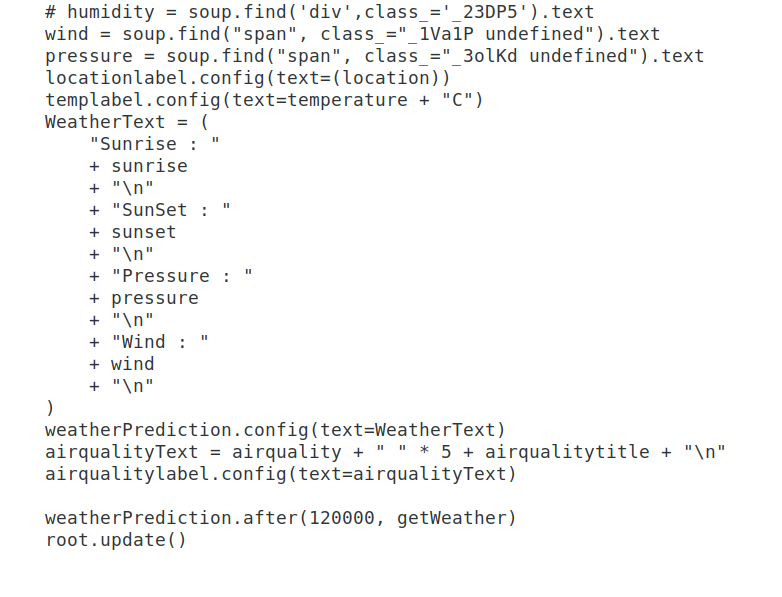 # humidity = soup.find('div',class_='_23DP5').text
wind = soup.find("span", class_="_1Va1P undefined").text
pressure = soup.find("span", class_="_3olKd undefined").text
locationlabel.config(text=(location))
templabel.config(text=temperature + "C")
WeatherText = (
    "Sunrise : "
    + sunrise
    + "\n"
    + "SunSet : "
    + sunset
    + "\n"
    + "Pressure : "
    + pressure
    + "\n"
    + "Wind : "
    + wind
    + "\n"
)
weatherPrediction.config(text=WeatherText)
airqualityText = airquality + " " * 5 + airqualitytitle + "\n"
airqualitylabel.config(text=airqualityText)

weatherPrediction.after(120000, getWeather)
root.update()